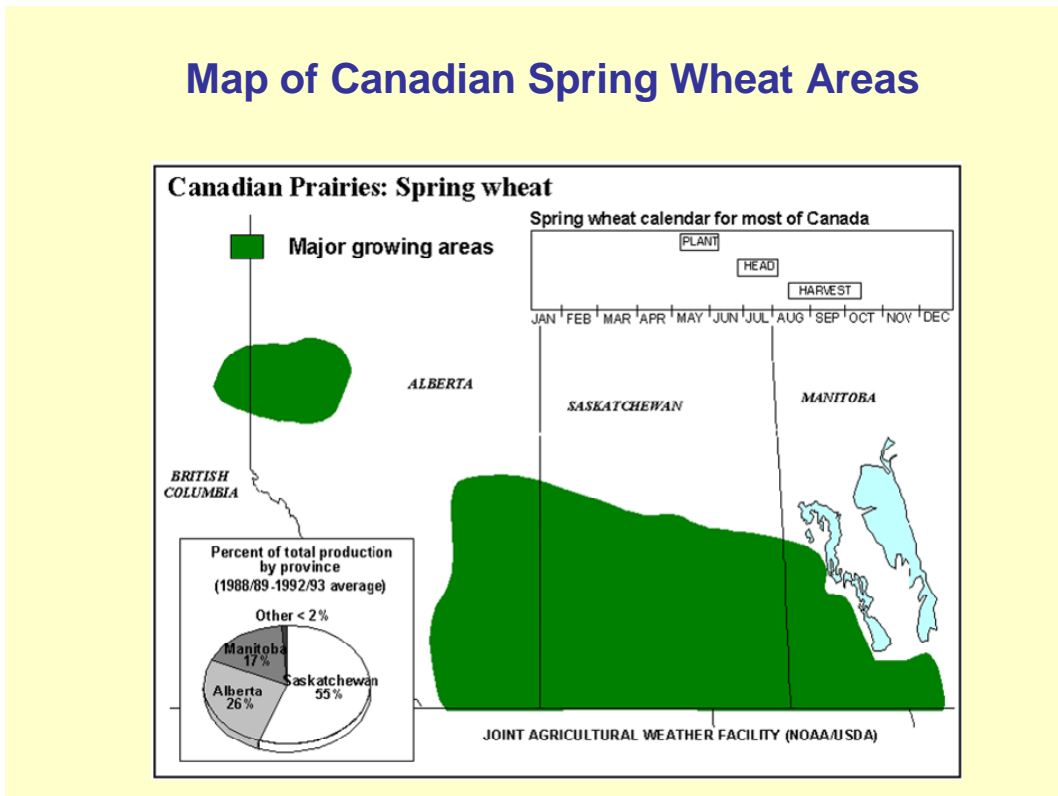 Map of Canadian Spring Wheat Areas
Canadian Prairies: Spring wheat
Major growing areas
Spring wheat calendar for most of Canada
PLANT
HEAD
HARVEST
JAN FEB MAR APR MAY JUN JUL AUG SEP OCT NOV DEC
ALBERTA
SASKATCHEWAN
MANITOBA
BRITISH
COLUMBIA
Percent of total production
by province
(1988/89-1992/93 average)
Other < 2%
Manitoba
17%
Saskatchewan
55%
Alberta
26%
JOINT AGRICULTURAL WEATHER FACILITY (NOAA/USDA)